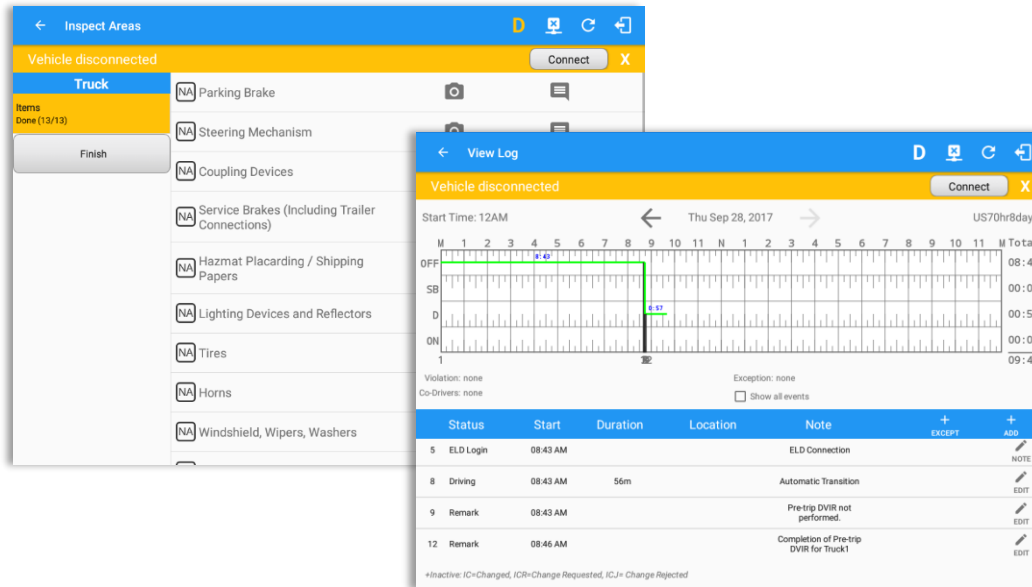 Inspect Areas
D
Vehicle disconnected
Connect
X
Truck
Items
Done (13/13)
Finish
NA Parking Brake
NA Steering Mechanism
NA Coupling Devices
NA Service Brakes (Including Trailer
Connections)
NA Hazmat Placarding / Shipping
Papers
NA Lighting Devices and Reflectors
NA Tires
NA Horns
NA Windshield, Wipers, Washers
View Log
D
Vehicle disconnected
Connect
X
Start Time: 12AM
Thu Sep 28, 2017
US70hr8day
M 1 2 3 4 5 6 7 8 9 10 11 N 1 2 3 4 5 6 7 8 9 10 11 M Tota
OFF 8:43 08:4
SB 00:0
D 0:57 00:5
ON 00:0
1 09:4
Violation: none
Exception: none
Co-Drivers: none
Show all events
Status Start Duration Location Note + EXCEPT + ADD
5 ELD Login 08:43 AM ELD Connection NOTE
8 Driving 08:43 AM 56m Automatic Transition EDIT
9 Remark 08:43 AM Pre-trip DVIR not
performed. EDIT
12 Remark 08:46 AM Completion of Pre-trip
DVIR for Truck1 EDIT
+Inactive: IC=Changed, ICR=Change Requested, ICJ= Change Rejected